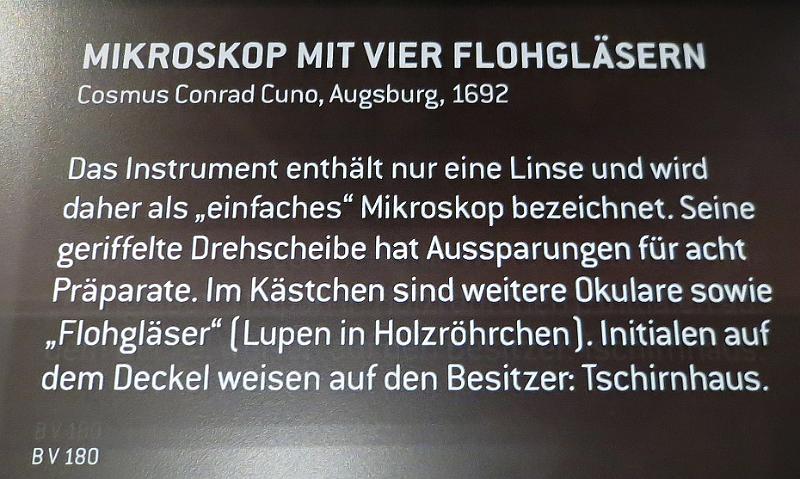 MIKROSKOP MIT VIER FLOHGLÄSERN
Cosmus Conrad Cuno, Augsburg, 1692
Das Instrument enthält nur eine Linse und wird
daher als „einfaches“ Mikroskop bezeichnet. Seine
geriffelte Drehscheibe hat Aussparungen für acht
Präparate. Im Kästchen sind weitere Okulare sowie
„Flohgläser“ (Lupen in Holzröhrchen). Initialen auf
dem Deckel weisen auf den Besitzer: Tschirnhaus.
B V 180